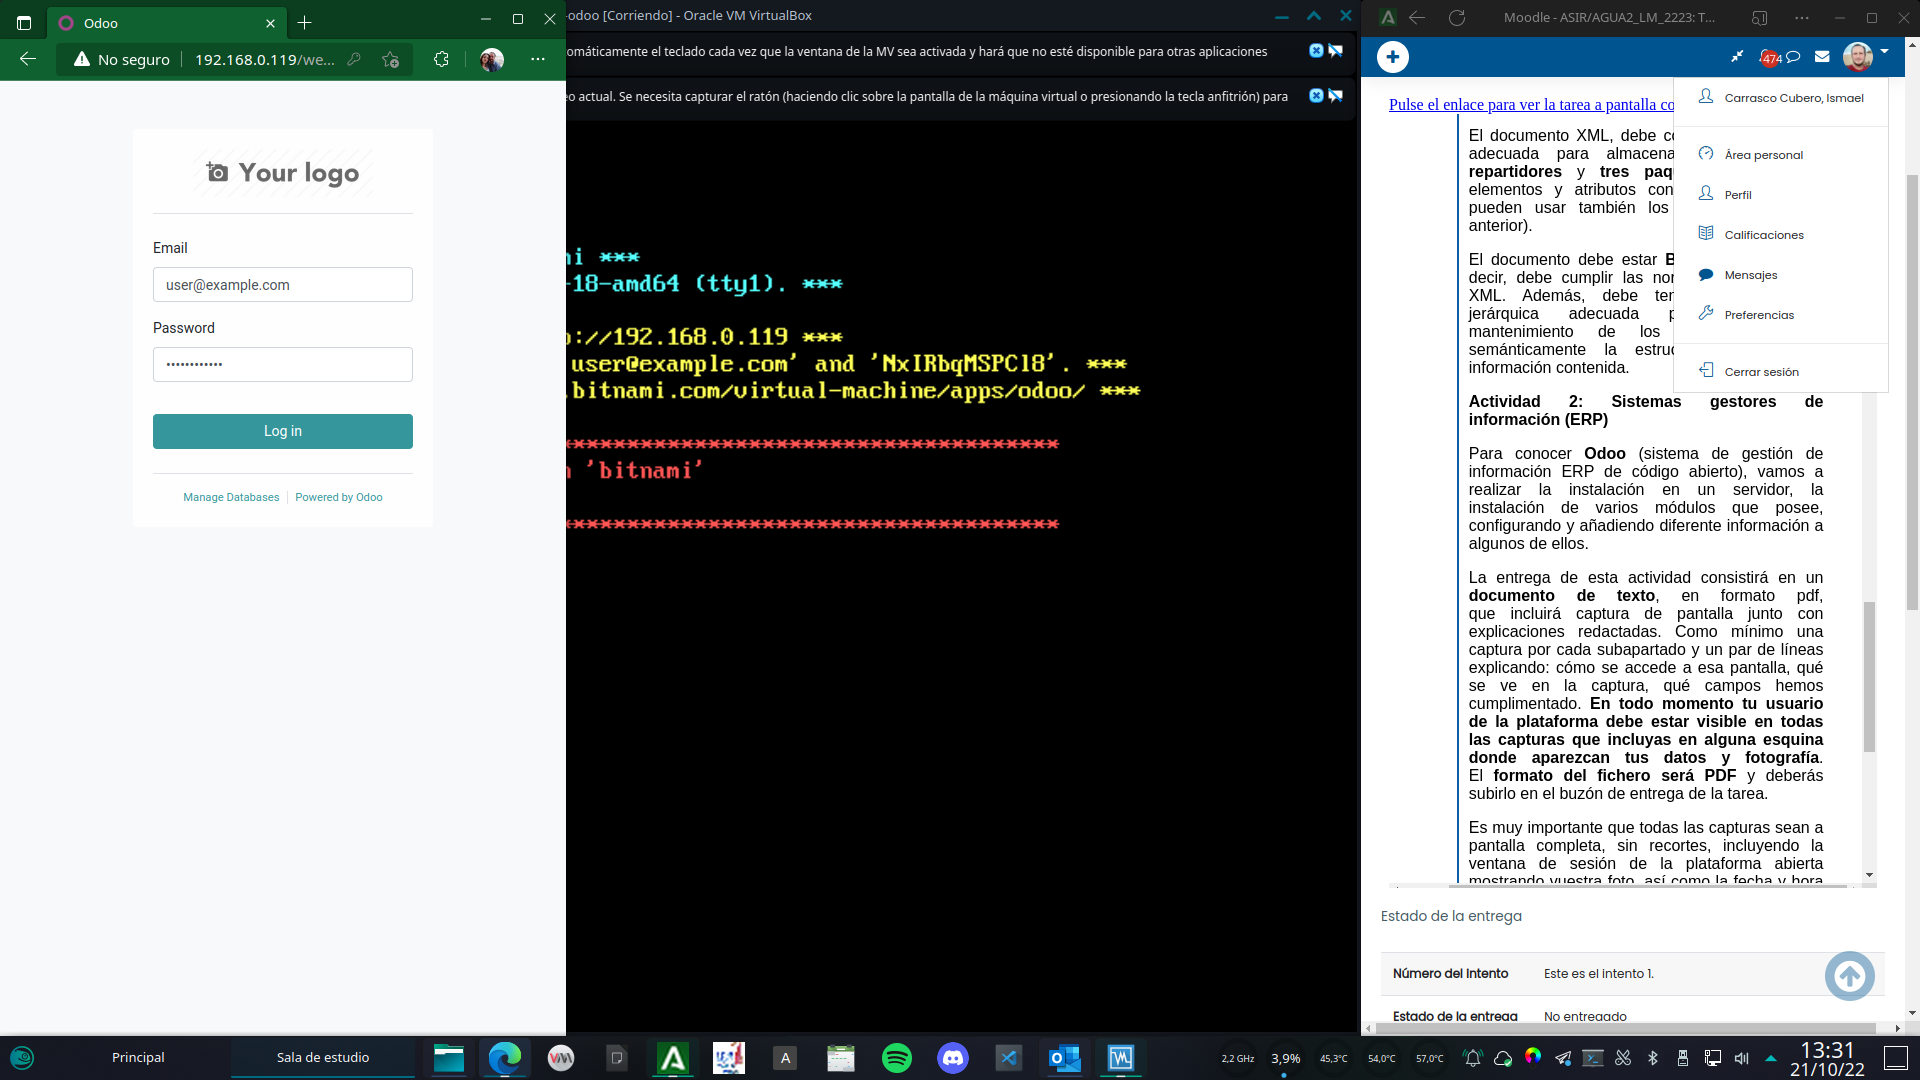 Odoo
No seguro
192.168.0.119/we...
Your logo
Email
user@example.com
Password
••••••••••••
Log in
Manage Databases
Powered by Odoo
-odoo [Corriendo] - Oracle VM VirtualBox
omáticamente el teclado cada vez que la ventana de la MV sea activada y hará que no esté disponible para otras aplicaciones
eo actual. Se necesita capturar el ratón (haciendo clic sobre la pantalla de la máquina virtual o presionando la tecla anfitrión) para
ni ***
-18-amd64 (tty1). ***
p://192.168.0.119 ***
user@example.com' and 'NxIRbqMSPCl8'. ***
.bitnami.com/virtual-machine/apps/odoo/ ***
*************************************
n 'bitnami'
*************************************
Moodle - ASIR/AGUA2_LM_2223: T...
474
Carrasco Cubero, Ismael
Área personal
Perfil
Calificaciones
Mensajes
Preferencias
Cerrar sesión
Pulse el enlace para ver la tarea a pantalla co
El documento XML, debe co
adecuada para almacena
repartidores y tres paq
elementos y atributos con
pueden usar también los
anterior).
El documento debe estar B
decir, debe cumplir las nor
XML. Además, debe ten
jerárquica adecuada p
mantenimiento de los
semánticamente la estruc
información contenida.
Actividad 2: Sistemas gestores de
información (ERP)
Para conocer Odoo (sistema de gestión de
información ERP de código abierto), vamos a
realizar la instalación en un servidor, la
instalación de varios módulos que posee,
configurando y añadiendo diferente información a
algunos de ellos.
La entrega de esta actividad consistirá en un
documento de texto, en formato pdf,
que incluirá captura de pantalla junto con
explicaciones redactadas. Como mínimo una
captura por cada subapartado y un par de líneas
explicando: cómo se accede a esa pantalla, qué
se ve en la captura, qué campos hemos
cumplimentado. En todo momento tu usuario
de la plataforma debe estar visible en todas
las capturas que incluyas en alguna esquina
donde aparezcan tus datos y fotografía.
El formato del fichero será PDF y deberás
subirlo en el buzón de entrega de la tarea.
Es muy importante que todas las capturas sean a
pantalla completa, sin recortes, incluyendo la
ventana de sesión de la plataforma abierta
mostrando vuestra foto, así como la fecha y hora
Estado de la entrega
Número del intento
Este es el intento 1.
Estado de la entrega
No entregado
Principal
Sala de estudio
2,2 GHz
3,9%
45,3°C
54,0°C
57,0°C
13:31
21/10/22